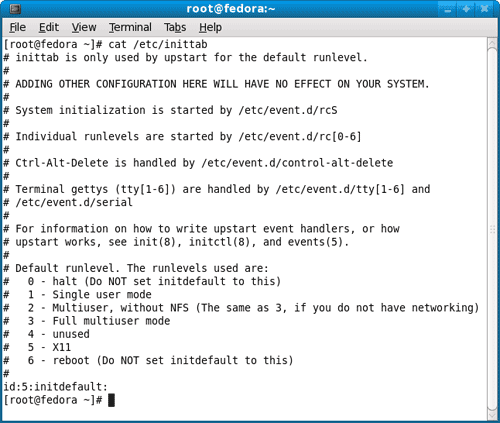 root@fedora:~
File Edit View Terminal Tabs Help
[root@fedora ~]# cat /etc/inittab
# inittab is only used by upstart for the default runlevel.
#
# ADDING OTHER CONFIGURATION HERE WILL HAVE NO EFFECT ON YOUR SYSTEM.
#
# System initialization is started by /etc/event.d/rcS
#
# Individual runlevels are started by /etc/event.d/rc[0-6]
#
# Ctrl-Alt-Delete is handled by /etc/event.d/control-alt-delete
#
# Terminal gettys (tty[1-6]) are handled by /etc/event.d/tty[1-6] and
# /etc/event.d/serial
#
# For information on how to write upstart event handlers, or how
# upstart works, see init(8), initctl(8), and events(5).
#
# Default runlevel. The runlevels used are:
#   0 - halt (Do NOT set initdefault to this)
#   1 - Single user mode
#   2 - Multiuser, without NFS (The same as 3, if you do not have networking)
#   3 - Full multiuser mode
#   4 - unused
#   5 - X11
#   6 - reboot (Do NOT set initdefault to this)
#
id:5:initdefault:
[root@fedora ~]#